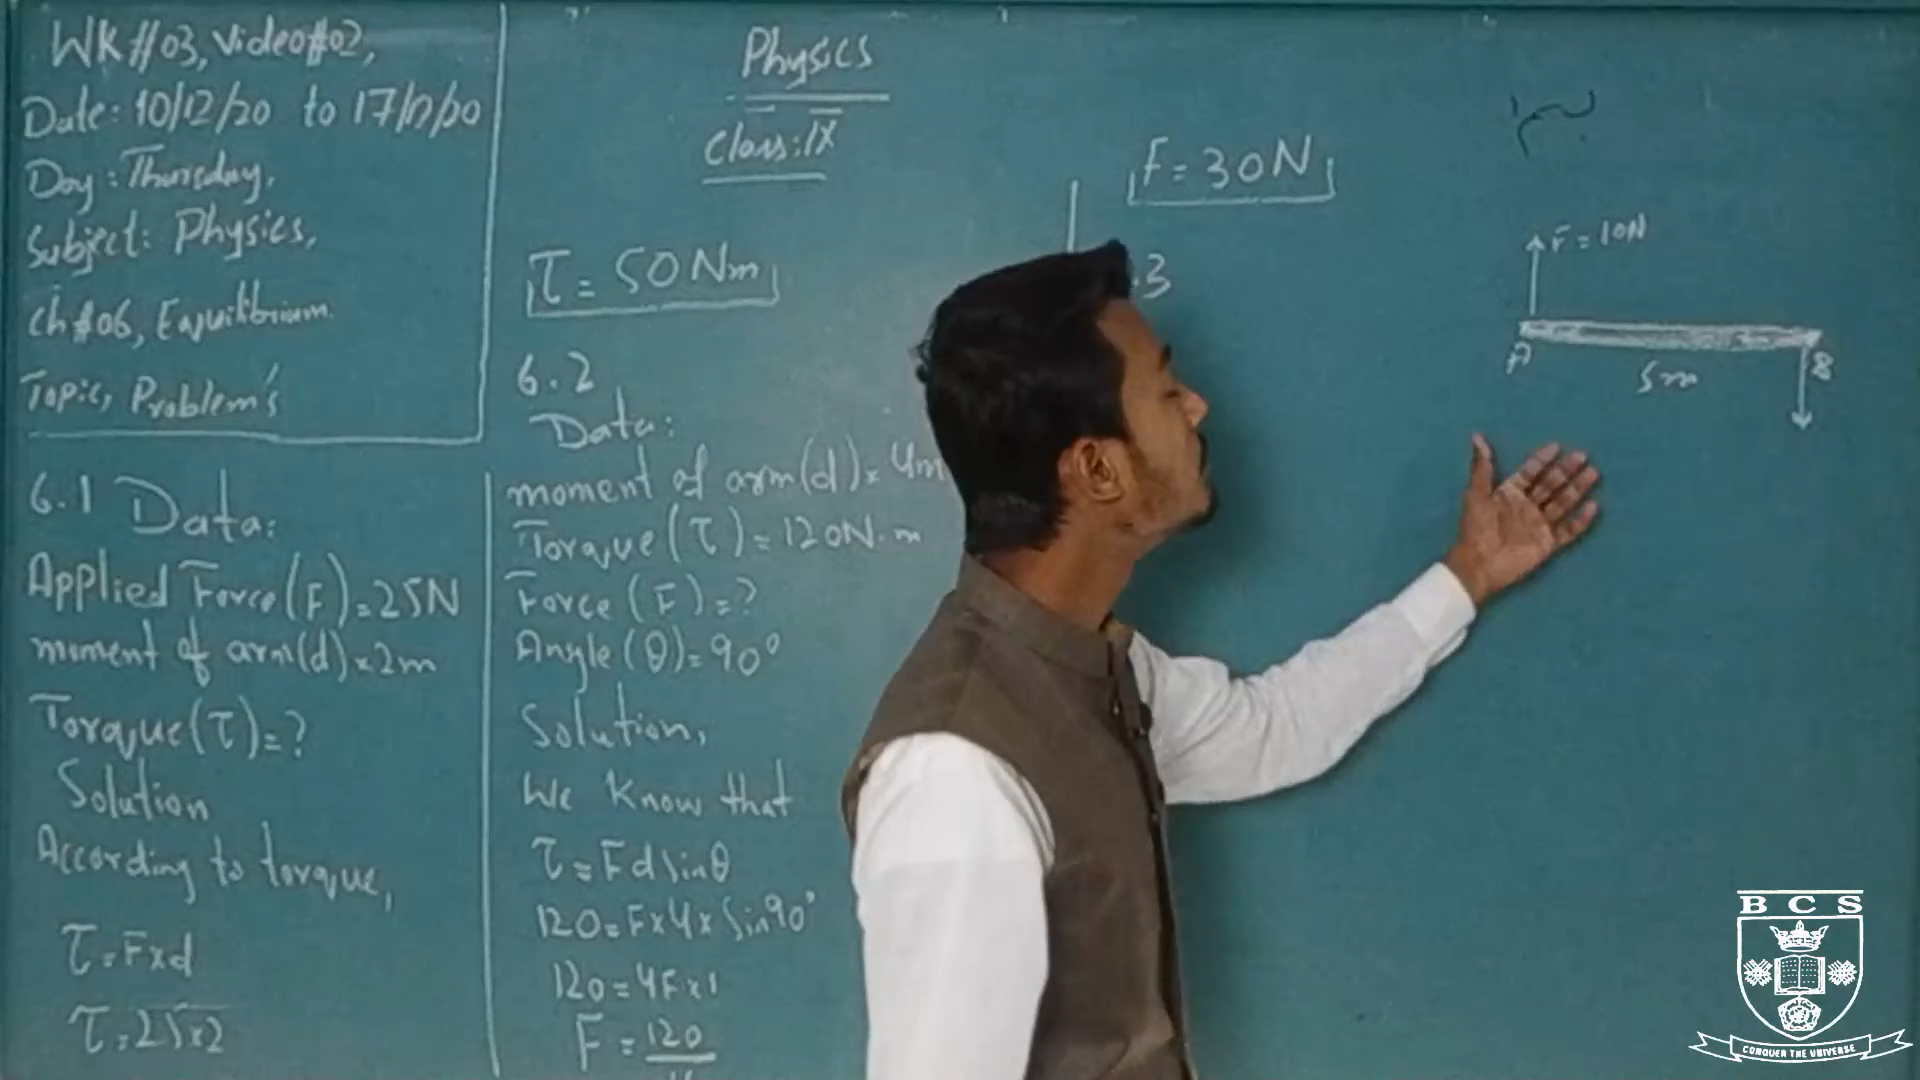 WK#03, Video#02,
Date: 10/12/20 to 17/12/20
Day: Thursday,
Subject: Physics,
Ch#06, Equilibrium.
Topic, Problem's
6.1 Data:
Applied Force (F) = 25N
moment of arm(d) = 2m
Torque(τ) = ?
Solution
According to torque,
τ = F×d
τ = 25×2
Physics
Class: IX
τ = 50 Nm
6.2
Data:
moment of arm(d) = 4m
Torque (τ) = 120N.m
Force (F) = ?
Angle (θ) = 90°
Solution,
We know that
τ = Fd Sinθ
120 = F×4× Sin90°
120 = 4F×1
F = 120
F = 30N
.3
F = 10N
A
B
5m
BCS
CONQUER THE UNIVERSE